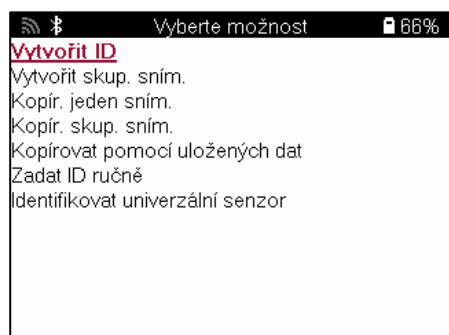 Vyberte možnost 66%
Vytvořit ID
Vytvořit skup. sním.
Kopír. jeden sním.
Kopír. skup. sním.
Kopírovat pomocí uložených dat
Zadat ID ručně
Identifikovat univerzální senzor